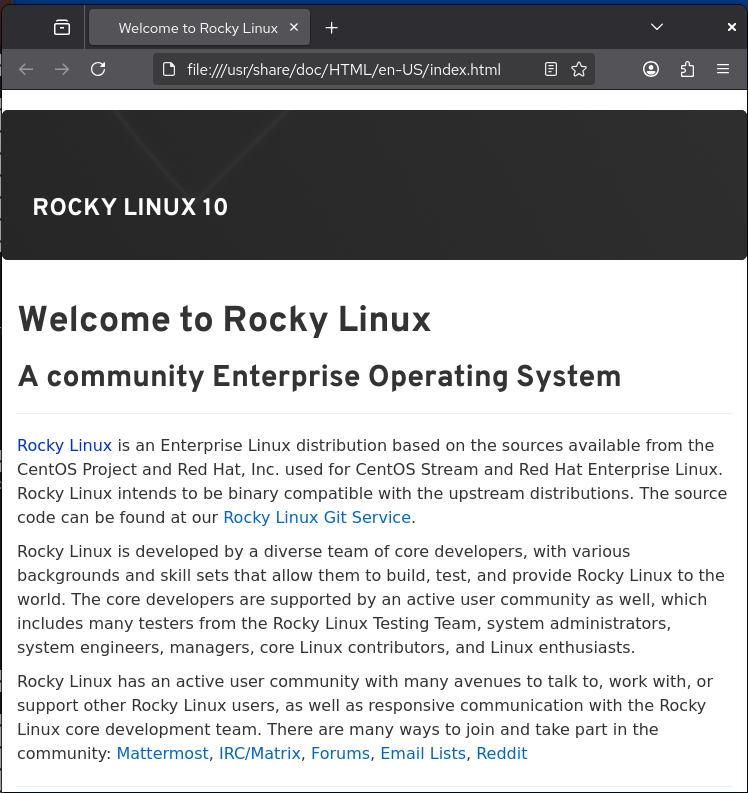 Welcome to Rocky Linux
file:///usr/share/doc/HTML/en-US/index.html
ROCKY LINUX 10
Welcome to Rocky Linux
A community Enterprise Operating System
Rocky Linux is an Enterprise Linux distribution based on the sources available from the
CentOS Project and Red Hat, Inc. used for CentOS Stream and Red Hat Enterprise Linux.
Rocky Linux intends to be binary compatible with the upstream distributions. The source
code can be found at our Rocky Linux Git Service.
Rocky Linux is developed by a diverse team of core developers, with various
backgrounds and skill sets that allow them to build, test, and provide Rocky Linux to the
world. The core developers are supported by an active user community as well, which
includes many testers from the Rocky Linux Testing Team, system administrators,
system engineers, managers, core Linux contributors, and Linux enthusiasts.
Rocky Linux has an active user community with many avenues to talk to, work with, or
support other Rocky Linux users, as well as responsive communication with the Rocky
Linux core development team. There are many ways to join and take part in the
community: Mattermost, IRC/Matrix, Forums, Email Lists, Reddit